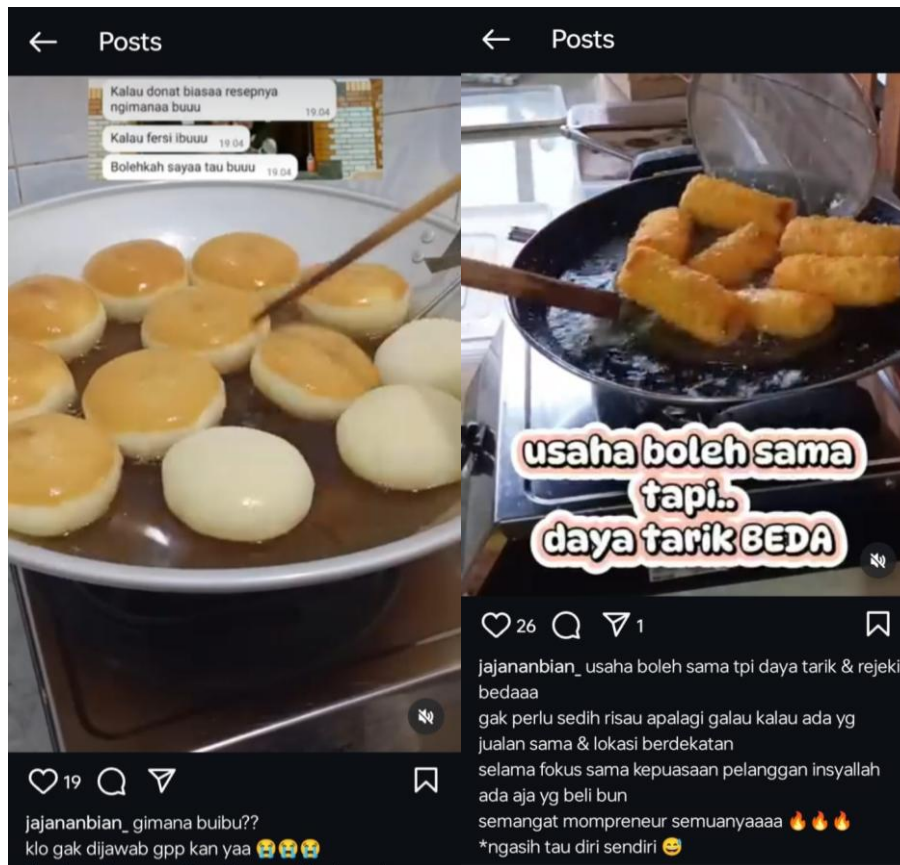 Posts
Kalau donat biasaa resepnya
ngimanaa buuu
19.04
Kalau fersi ibuuu 19.04
Bolehkah sayaa tau buuu 19.04
19
jajananbian_ gimana buibu??
klo gak dijawab gpp kan yaa 😭😭😭
Posts
usaha boleh sama
tapi..
daya tarik BEDA
26 1
jajananbian_ usaha boleh sama tpi daya tarik & rejeki
bedaaa
gak perlu sedih risau apalagi galau kalau ada yg
jualan sama & lokasi berdekatan
selama fokus sama kepuasaan pelanggan insyallah
ada aja yg beli bun
semangat mompreneur semuanyaaaa 🔥🔥🔥
*ngasih tau diri sendiri 😅